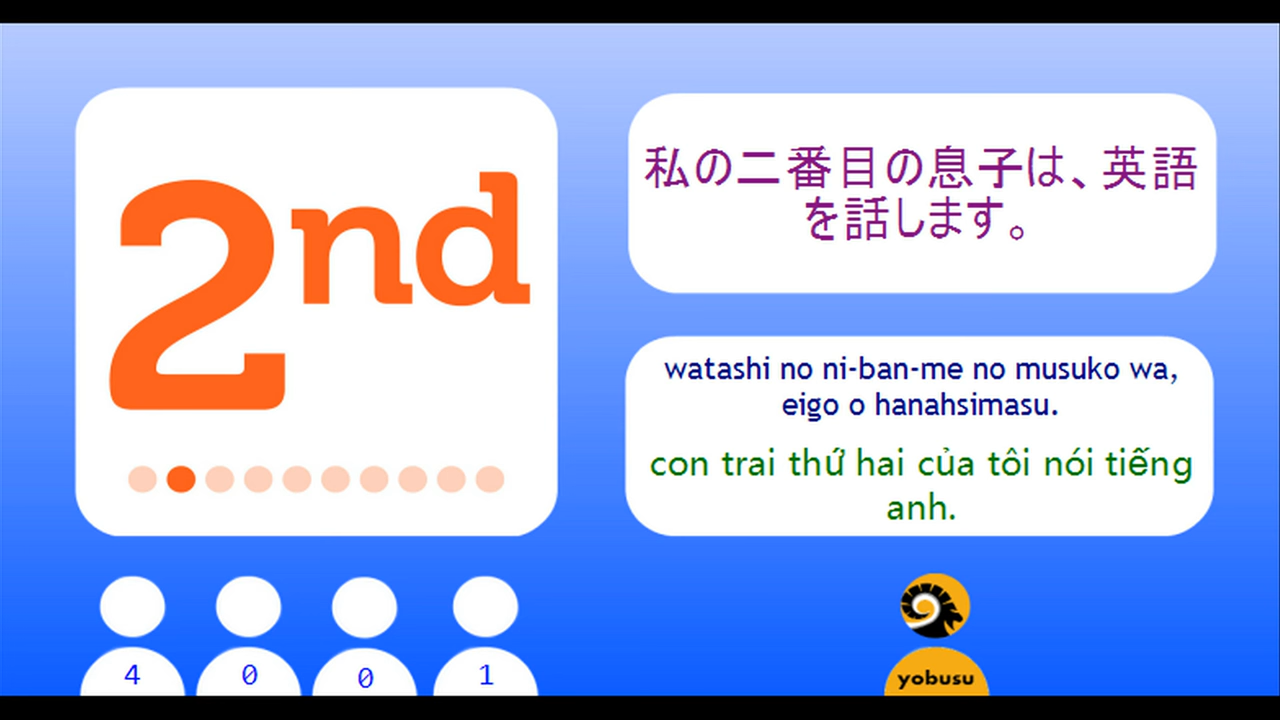 2nd
私の二番目の息子は、英語
を話します。
watashi no ni-ban-me no musuko wa,
eigo o hanahsimasu.
con trai thứ hai của tôi nói tiếng
anh.
4 0 0 1
yobusu